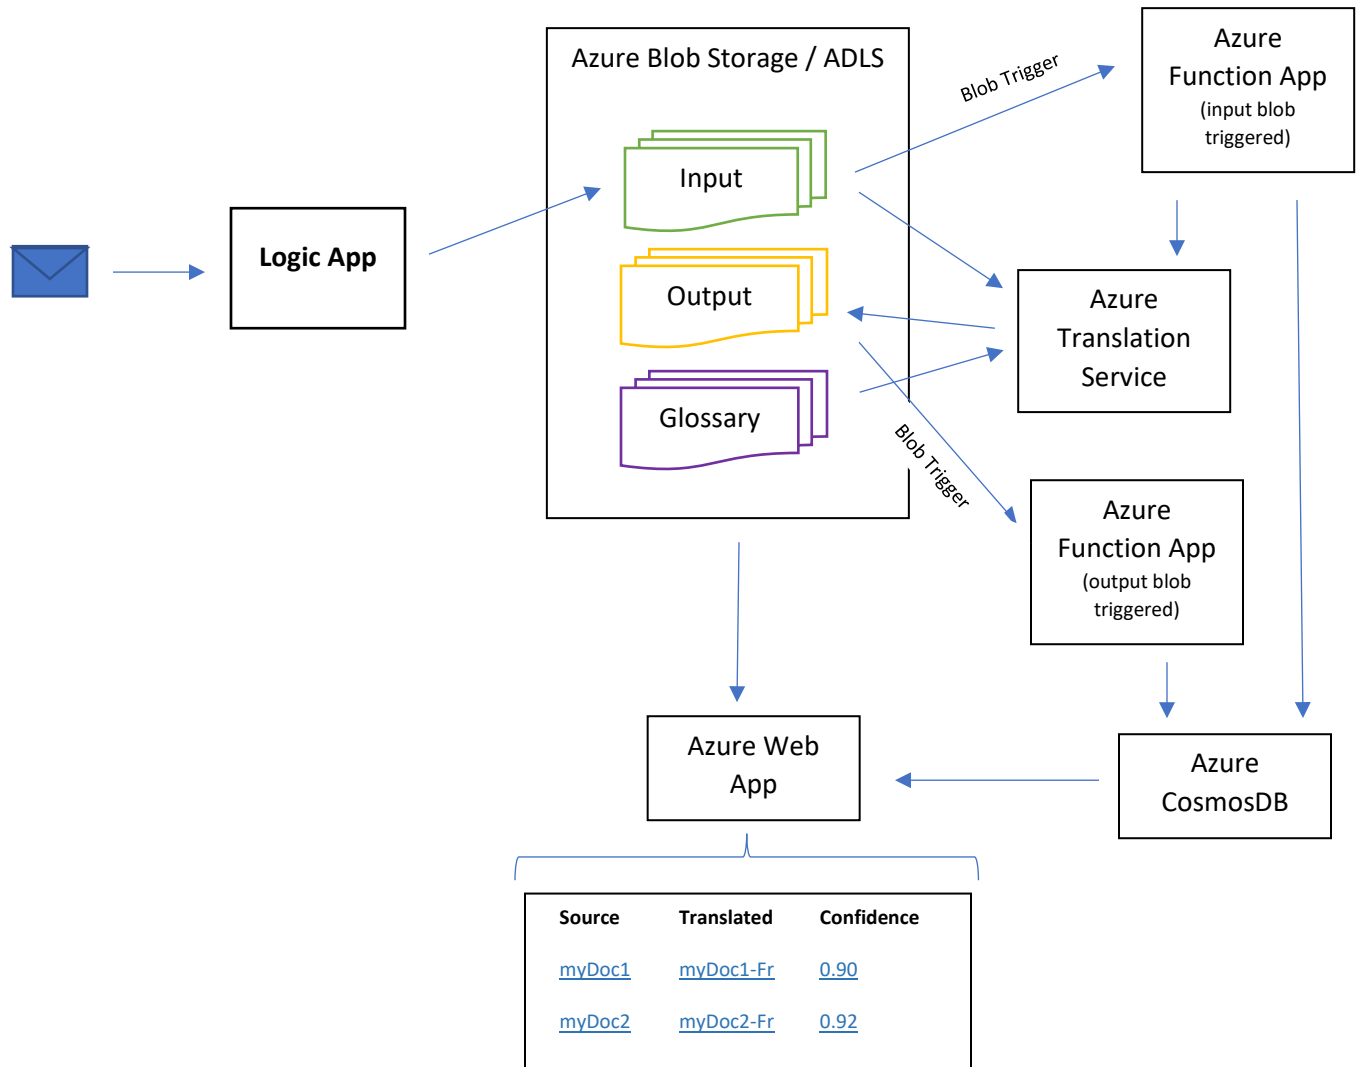 Azure Blob Storage / ADLS
Input
Output
Glossary
Logic App
Blob Trigger
Azure
Function App
(input blob
triggered)
Azure
Translation
Service
Blob Trigger
Azure
Function App
(output blob
triggered)
Azure Web
App
Azure
CosmosDB
Source Translated Confidence
myDoc1 myDoc1-Fr 0.90
myDoc2 myDoc2-Fr 0.92